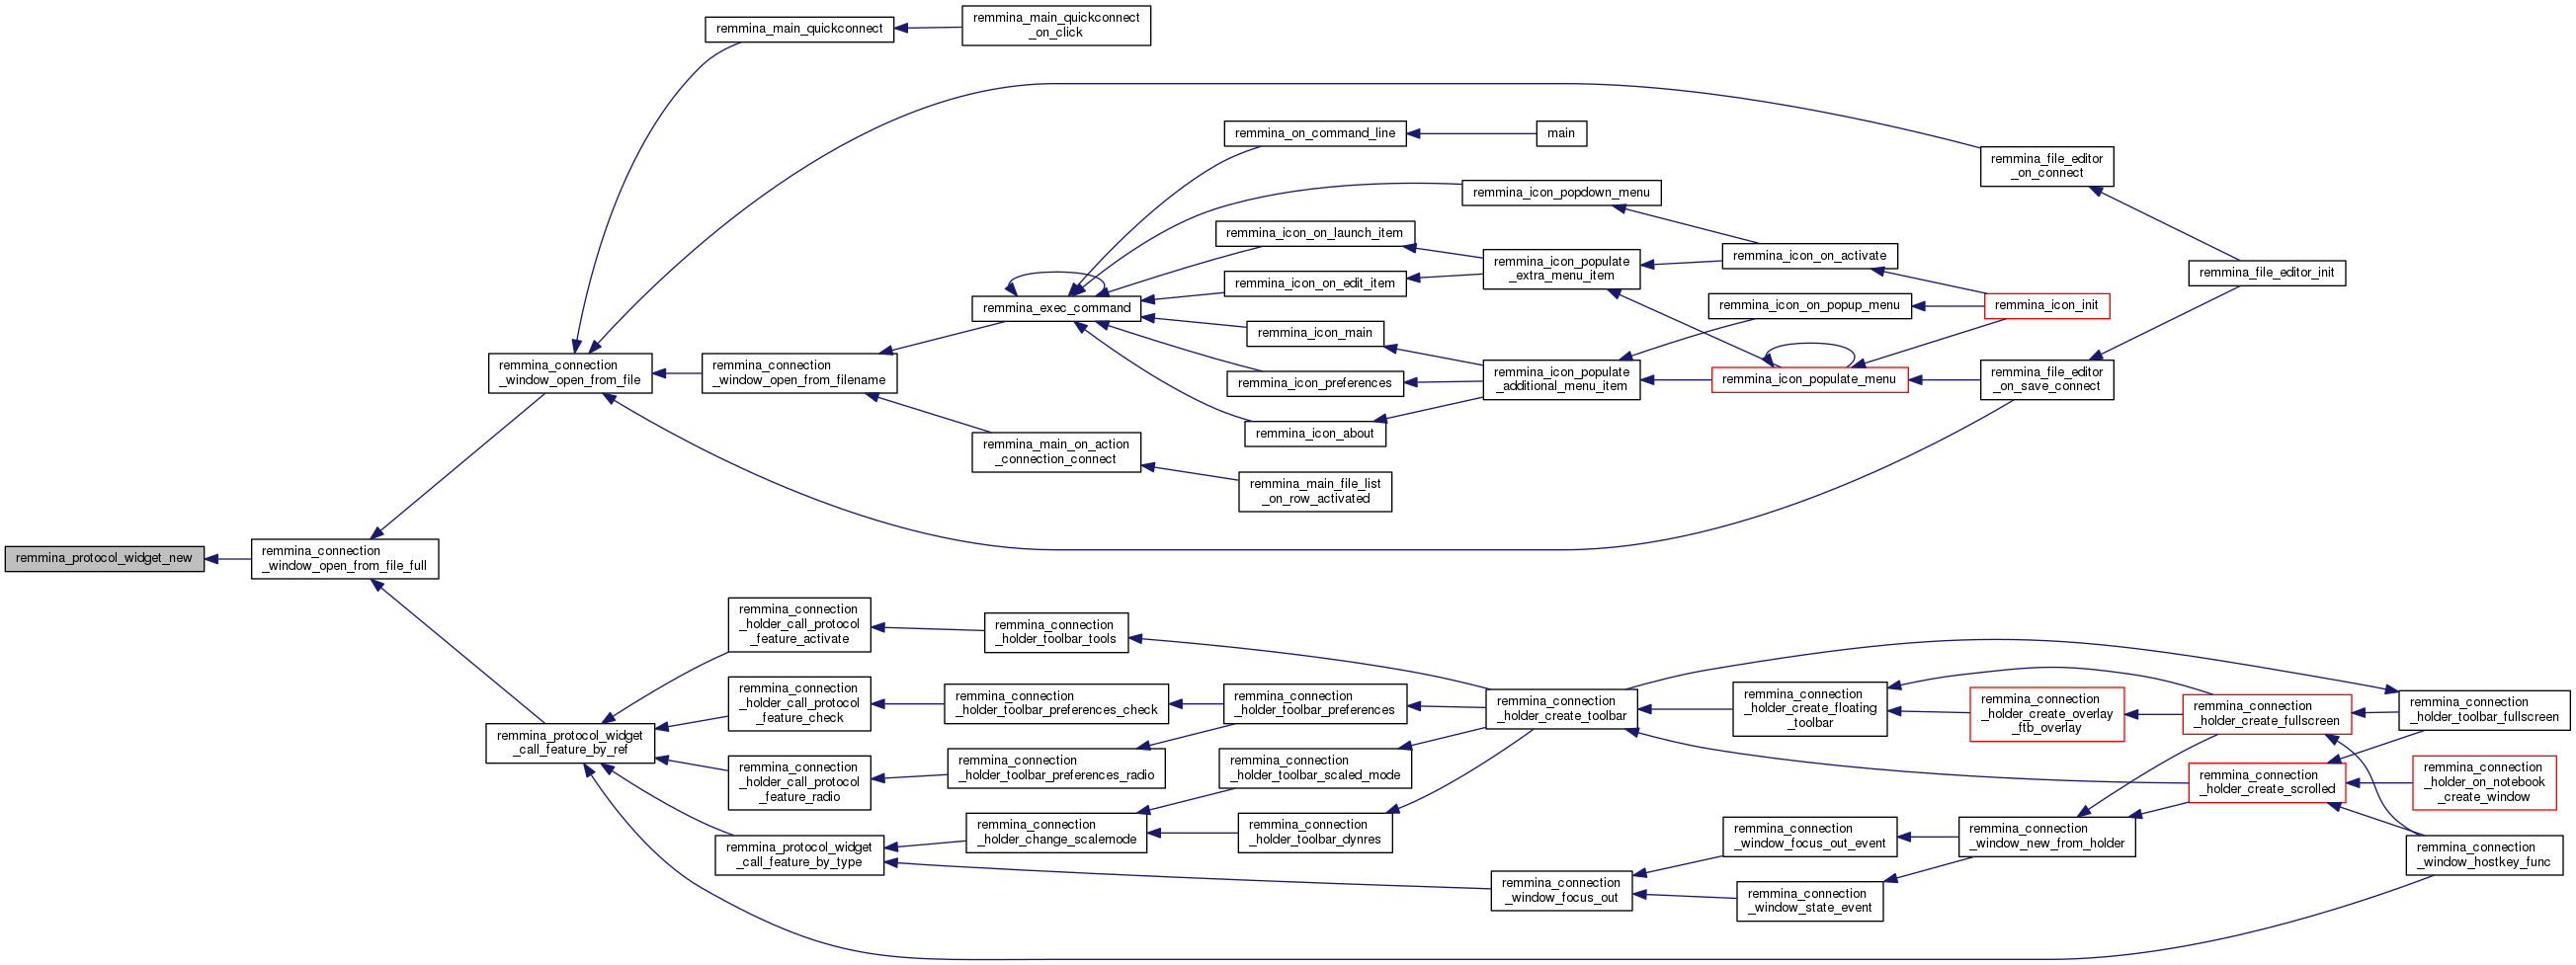 remmina_main_quickconnect
remmina_main_quickconnect
_on_click
remmina_on_command_line
main
remmina_file_editor
_on_connect
remmina_icon_popdown_menu
remmina_icon_on_launch_item
remmina_icon_populate
_extra_menu_item
remmina_icon_on_activate
remmina_file_editor_init
remmina_icon_on_edit_item
remmina_exec_command
remmina_icon_on_popup_menu
remmina_icon_init
remmina_icon_main
remmina_connection
_window_open_from_file
remmina_connection
_window_open_from_filename
remmina_icon_preferences
remmina_icon_populate
_additional_menu_item
remmina_icon_populate_menu
remmina_file_editor
_on_save_connect
remmina_icon_about
remmina_main_on_action
_connection_connect
remmina_main_file_list
_on_row_activated
remmina_protocol_widget_new
remmina_connection
_window_open_from_file_full
remmina_connection
_holder_call_protocol
_feature_activate
remmina_connection
_holder_toolbar_tools
remmina_connection
_holder_call_protocol
_feature_check
remmina_connection
_holder_toolbar_preferences_check
remmina_connection
_holder_toolbar_preferences
remmina_connection
_holder_create_toolbar
remmina_connection
_holder_create_floating
_toolbar
remmina_connection
_holder_create_overlay
_ftb_overlay
remmina_connection
_holder_create_fullscreen
remmina_connection
_holder_toolbar_fullscreen
remmina_protocol_widget
_call_feature_by_ref
remmina_connection
_holder_call_protocol
_feature_radio
remmina_connection
_holder_toolbar_preferences_radio
remmina_connection
_holder_toolbar_scaled_mode
remmina_connection
_holder_create_scrolled
remmina_connection
_holder_on_notebook
_create_window
remmina_protocol_widget
_call_feature_by_type
remmina_connection
_holder_change_scalemode
remmina_connection
_holder_toolbar_dynres
remmina_connection
_window_focus_out_event
remmina_connection
_window_new_from_holder
remmina_connection
_window_hostkey_func
remmina_connection
_window_focus_out
remmina_connection
_window_state_event